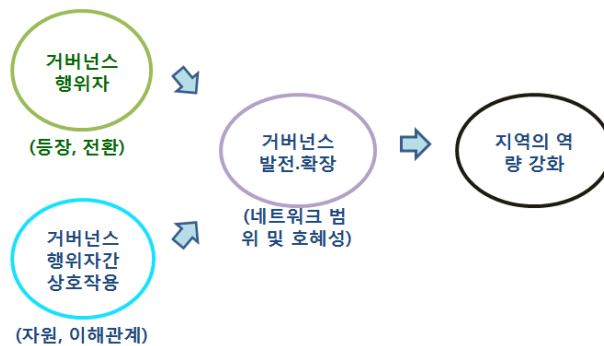 거버넌스
행위자
(등장, 전환)
거버넌스
행위자간
상호작용
(자원, 이해관계)
거버넌스
발전.확장
(네트워크 범
위 및 호혜성)
지역의 역
량 강화